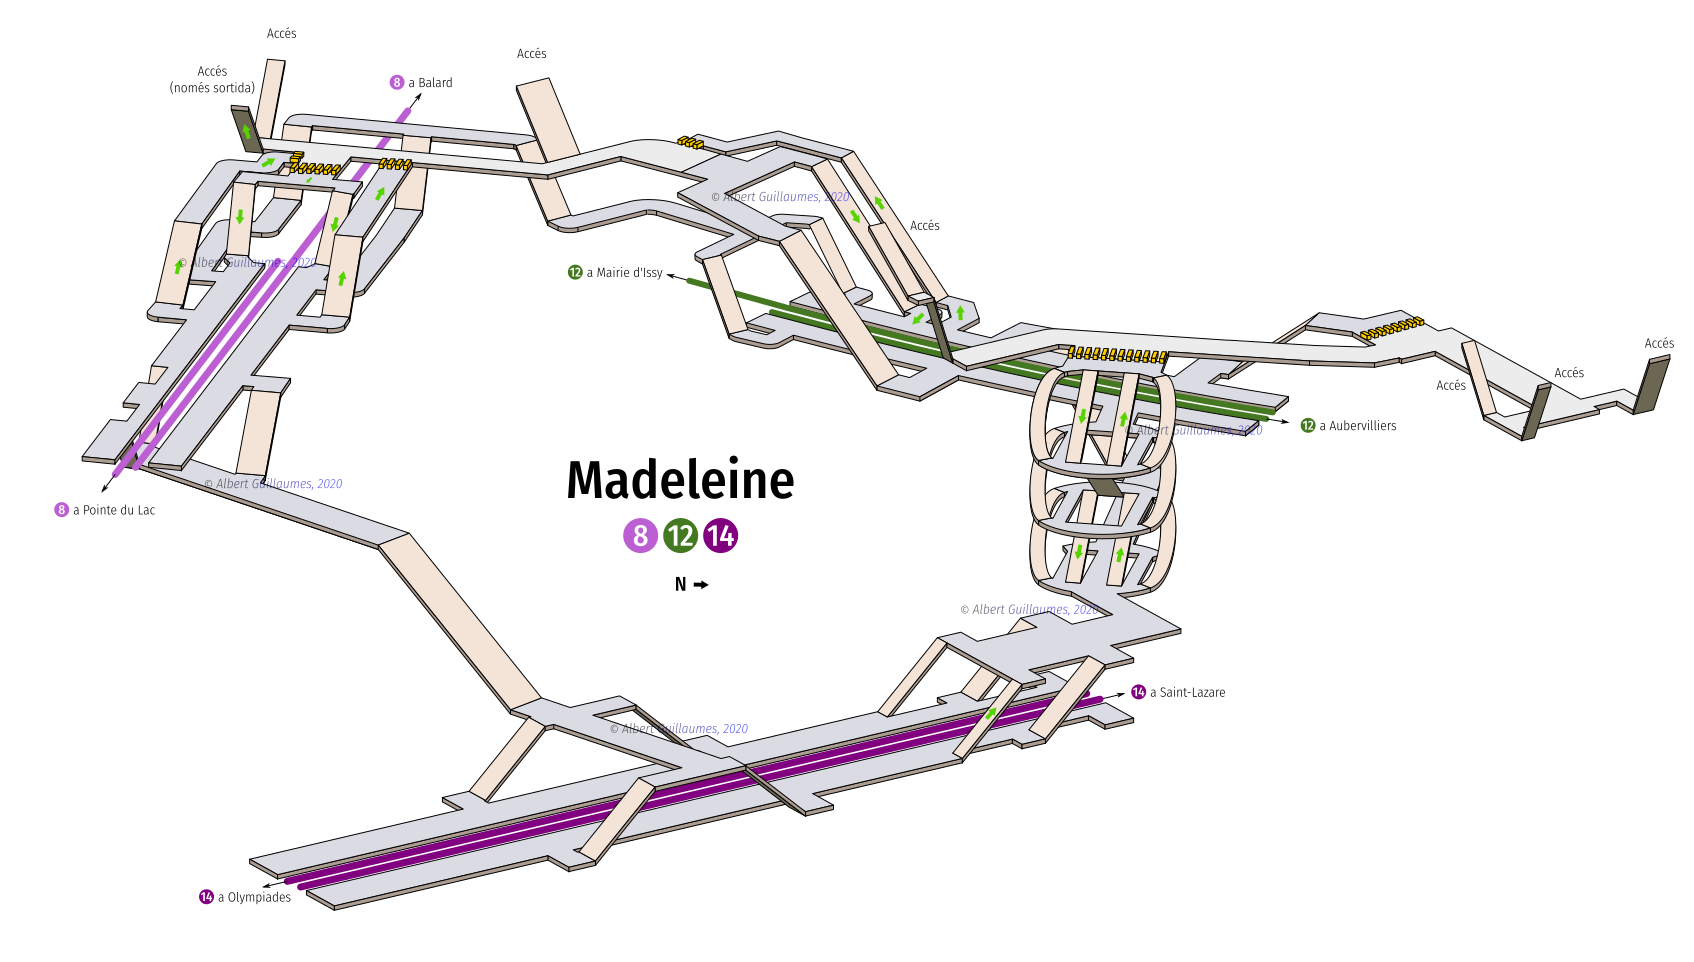 Accés
Accés
Accés
(només sortida)
8 a Balard
© Albert Guillaumes, 2020
Accés
© Albert Guillaumes, 2020
12 a Mairie d'Issy
Accés
Accés
Accés
Accés
12 a Aubervilliers
© Albert Guillaumes, 2020
Madeleine
8 12 14
N
© Albert Guillaumes, 2020
8 a Pointe du Lac
© Albert Guillaumes, 2020
14 a Saint-Lazare
© Albert Guillaumes, 2020
14 a Olympiades